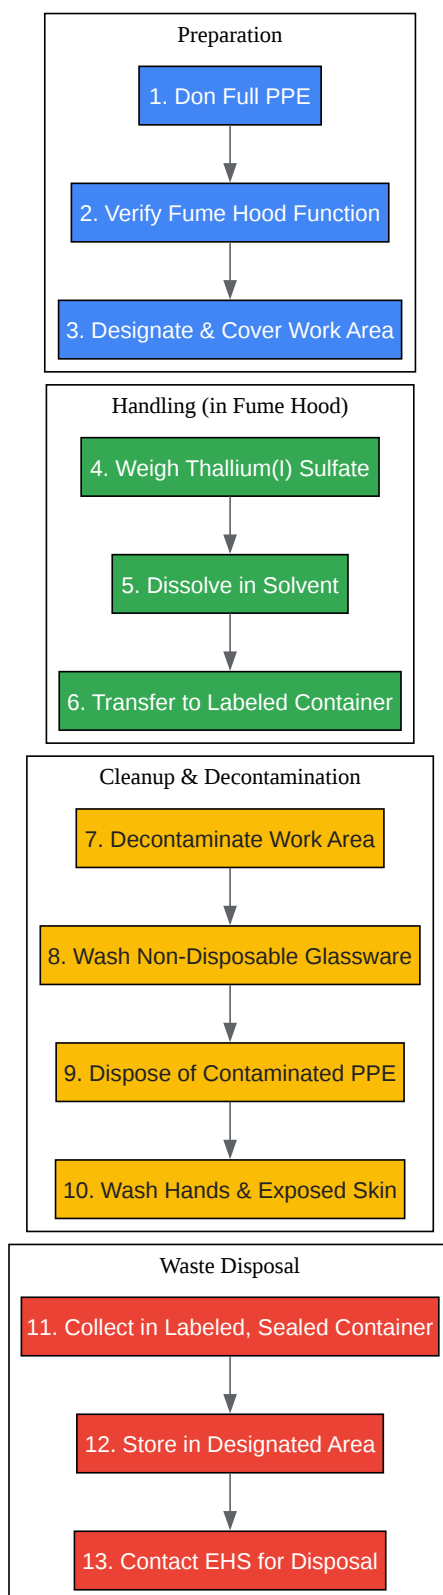 Preparation
1. Don Full PPE
2. Verify Fume Hood Function
3. Designate & Cover Work Area
Handling (in Fume Hood)
4. Weigh Thallium(I) Sulfate
5. Dissolve in Solvent
6. Transfer to Labeled Container
Cleanup & Decontamination
7. Decontaminate Work Area
8. Wash Non-Disposable Glassware
9. Dispose of Contaminated PPE
10. Wash Hands & Exposed Skin
Waste Disposal
11. Collect in Labeled, Sealed Container
12. Store in Designated Area
13. Contact EHS for Disposal